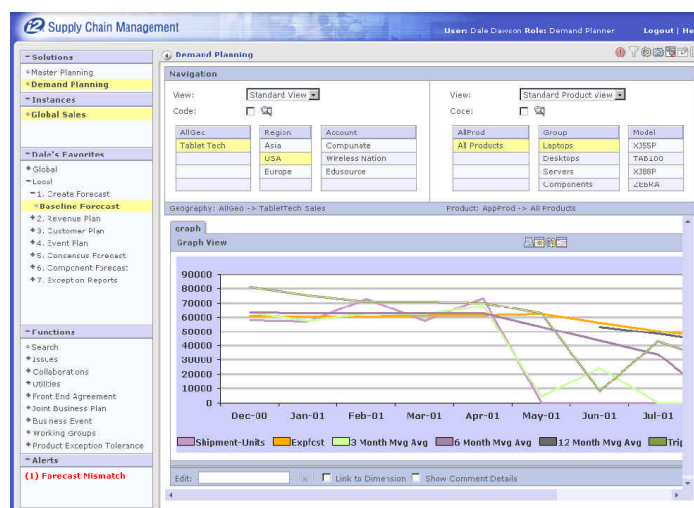 i2 Supply Chain Management
User: Dale Dawson Role: Demand Planner Logout | He
Solutions
Master Planning
Demand Planning
Instances
Global Sales
Dale's Favorites
Global
Local
1. Create Forecast
Baseline Forecast
2. Revenue Plan
3. Customer Plan
4. Event Plan
5. Concensus Forecast
6. Component Forecast
7. Exception Reports
Functions
Search
Issues
Collaborations
Utilities
Front End Agreement
Joint Business Plan
Business Event
Working Groups
Product Exception Tolerance
Alerts
(1) Forecast Mismatch
Demand Planning
Navigation
View: Standard View
Code:
AllGeo Region Account
Tablet Tech Asia Compunate
USA Wireless Nation
Europe Edusource
View: Standard Product view
Code:
AllProd Group Model
All Products Laptops XJ55P
Desktops TAB100
Servers XJ88P
Components ZEBRA
Geography: AllGeo -> TabletTech Sales Product: AppProd -> All Products
graph
Graph View
90000
80000
70000
60000
50000
40000
30000
20000
10000
0
Dec-00 Jan-01 Feb-01 Mar-01 Apr-01 May-01 Jun-01 Jul-01
Shipment-Units Expfcst 3 Month Mvg Avg 6 Month Mvg Avg 12 Month Mvg Avg Trip
Edit: Link to Dimension Show Comment Details